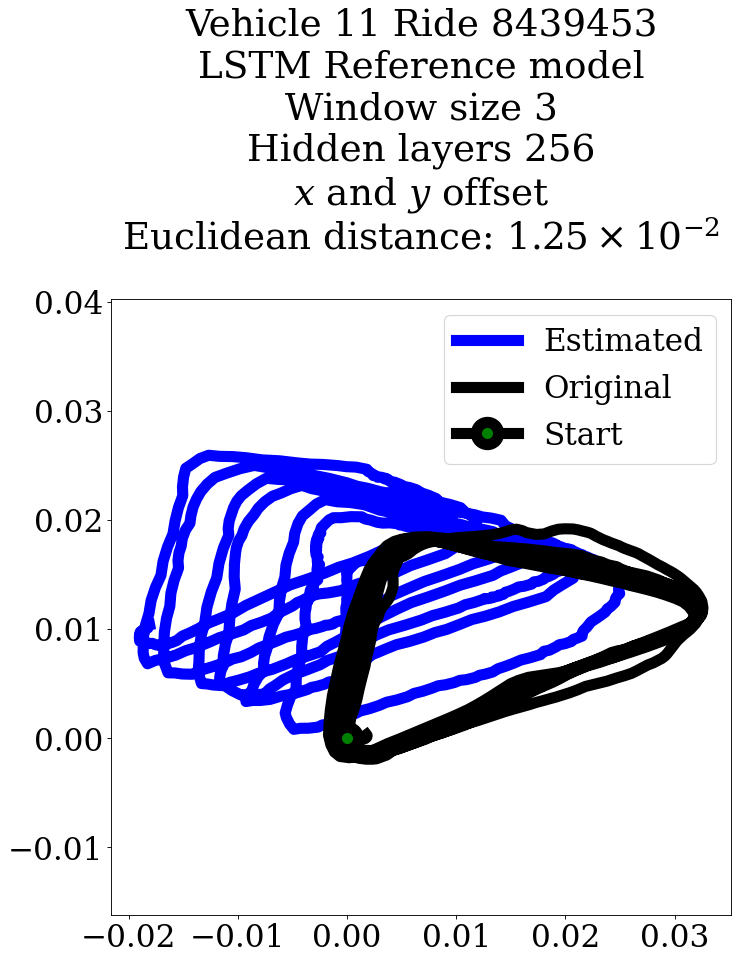 Vehicle 11 Ride 8439453
LSTM Reference model
Window size 3
Hidden layers 256
x and y offset
Euclidean distance: 1.25 × 10⁻²
0.04
0.03
0.02
0.01
0.00
−0.01
Estimated
Original
Start
−0.02 −0.01 0.00 0.01 0.02 0.03